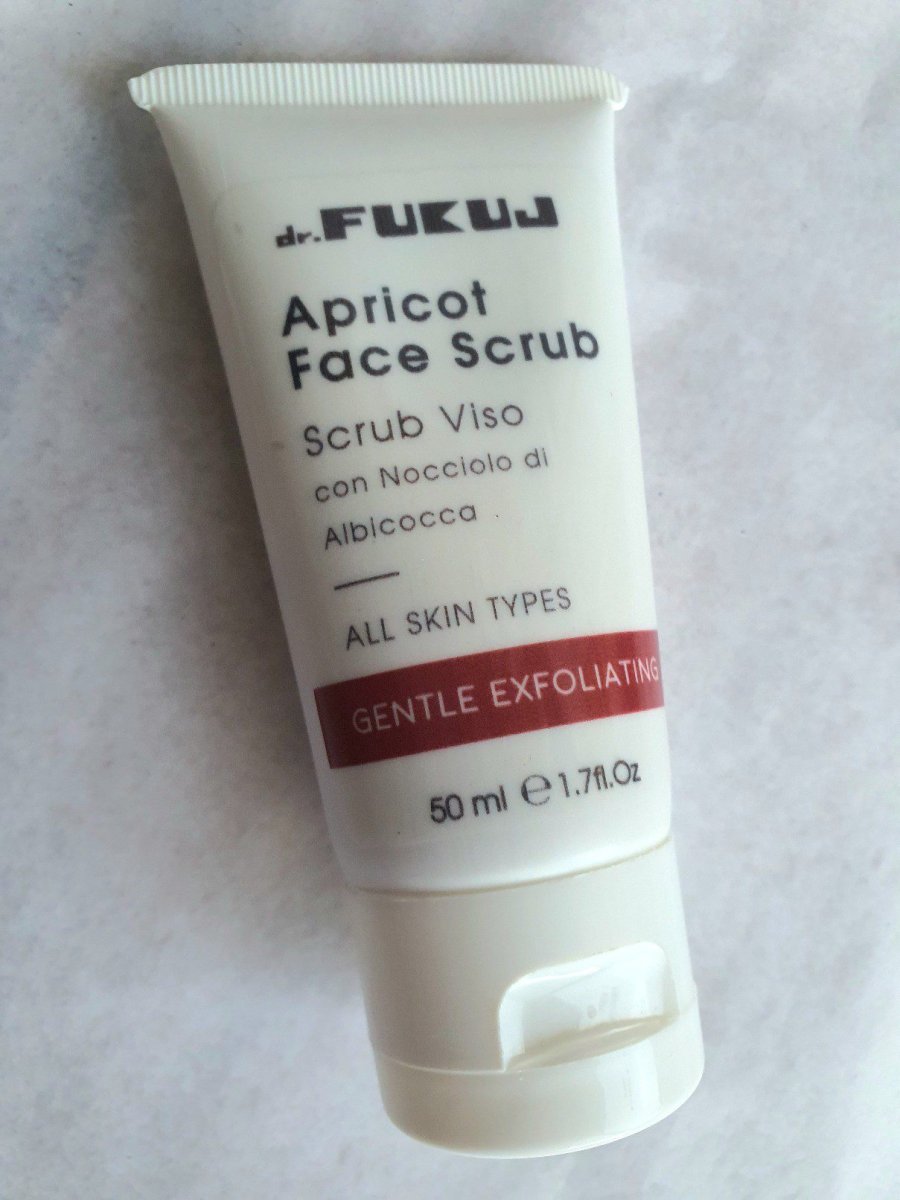 dr.FUKUJ
Apricot
Face Scrub
Scrub Viso
con Nocciolo di
Albicocca
ALL SKIN TYPES
GENTLE EXFOLIATING
50 ml ℮ 1.7fl.Oz